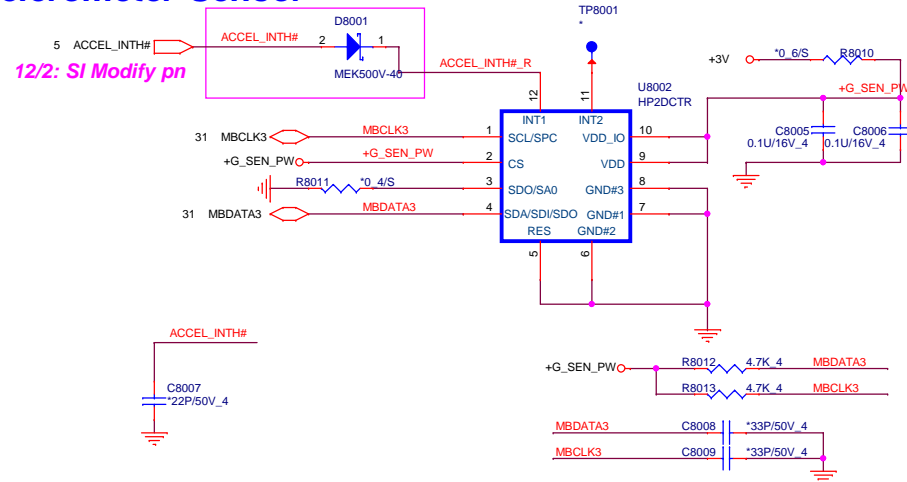 TP8001
*
D8001
5 ACCEL_INTH# ACCEL_INTH# 2 1
MEK500V-40
12/2: SI Modify pn
ACCEL_INTH#_R
+3V *0_6/S R8010
+G_SEN_PW
12 11
U8002
HP2DCTR
INT1 INT2
C8005 C8006
0.1U/16V_4 0.1U/16V_4
31 MBCLK3 MBCLK3 1 SCL/SPC VDD_IO 10
+G_SEN_PW +G_SEN_PW 2 CS VDD 9
R8011 *0_4/S 3 SDO/SA0 GND#3 8
31 MBDATA3 MBDATA3 4 SDA/SDI/SDO GND#1 7
RES GND#2
5 6
ACCEL_INTH#
C8007
*22P/50V_4
+G_SEN_PW R8012 4.7K_4 MBDATA3
R8013 4.7K_4 MBCLK3
MBDATA3 C8008 *33P/50V_4
MBCLK3 C8009 *33P/50V_4